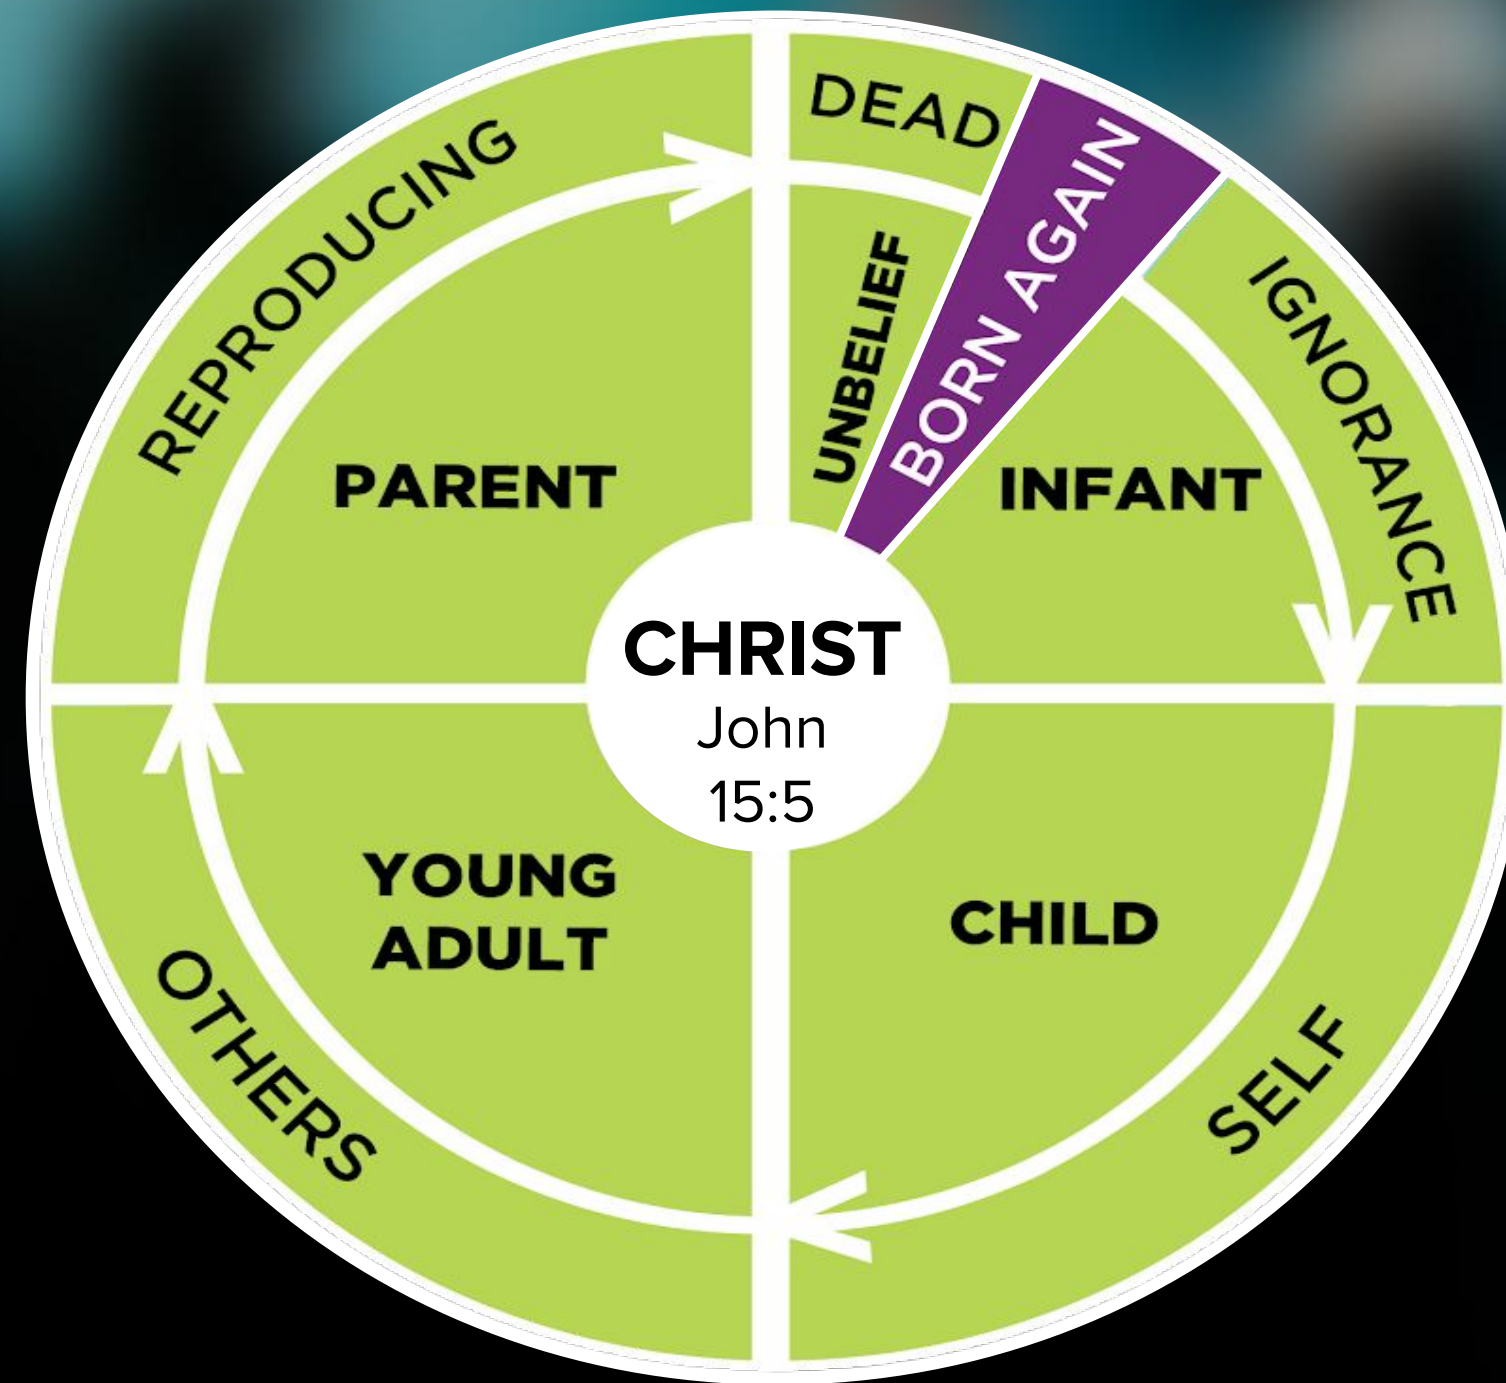 DEAD
UNBELIEF
BORN AGAIN
IGNORANCE
INFANT
SELF
CHILD
OTHERS
YOUNG
ADULT
REPRODUCING
PARENT
CHRIST
John
15:5